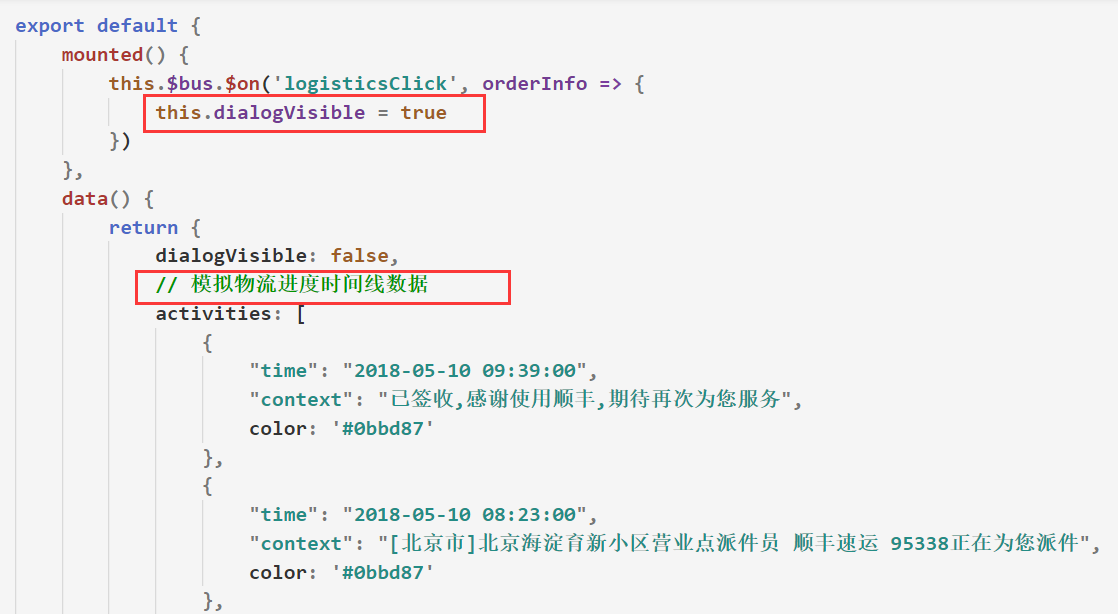 export default {
mounted() {
this.$bus.$on('logisticsClick', orderInfo => {
this.dialogVisible = true
})
},
data() {
return {
dialogVisible: false,
// 模拟物流进度时间线数据
activities: [
{
"time": "2018-05-10 09:39:00",
"context": "已签收,感谢使用顺丰,期待再次为您服务",
color: '#0bbd87'
},
{
"time": "2018-05-10 08:23:00",
"context": "[北京市]北京海淀育新小区营业点派件员 顺丰速运 95338正在为您派件",
color: '#0bbd87'
},